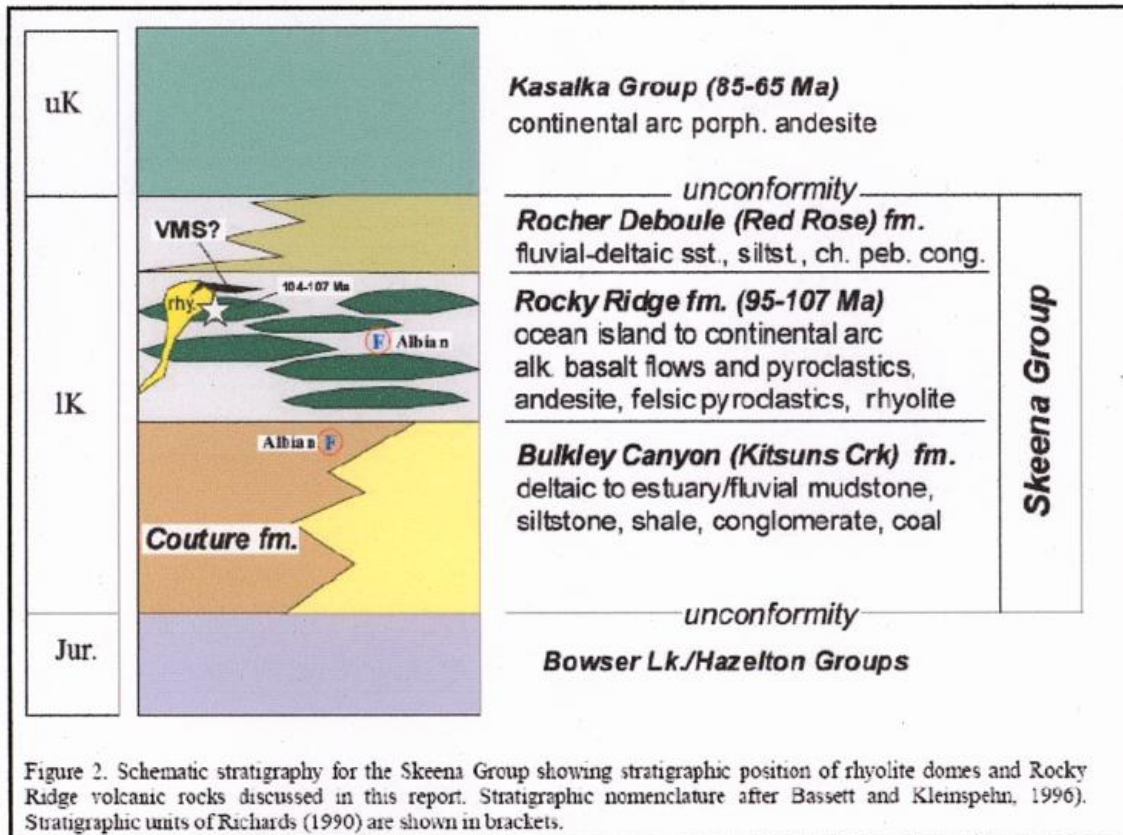 uK
Kasalka Group (85-65 Ma)
continental arc porph. andesite
unconformity
VMS?
Rocher Deboule (Red Rose) fm.
fluvial-deltaic sst., siltst., ch. peb. cong.
rhy.
104-107 Ma
F Albian
Rocky Ridge fm. (95-107 Ma)
ocean island to continental arc
alk. basalt flows and pyroclastics,
andesite, felsic pyroclastics, rhyolite
lK
Albian F
Couture fm.
Bulkley Canyon (Kitsuns Crk) fm.
deltaic to estuary/fluvial mudstone,
siltstone, shale, conglomerate, coal
Skeena Group
unconformity
Jur.
Bowser Lk./Hazelton Groups
Figure 2. Schematic stratigraphy for the Skeena Group showing stratigraphic position of rhyolite domes and Rocky
Ridge volcanic rocks discussed in this report. Stratigraphic nomenclature after Bassett and Kleinspehn, 1996).
Stratigraphic units of Richards (1990) are shown in brackets.